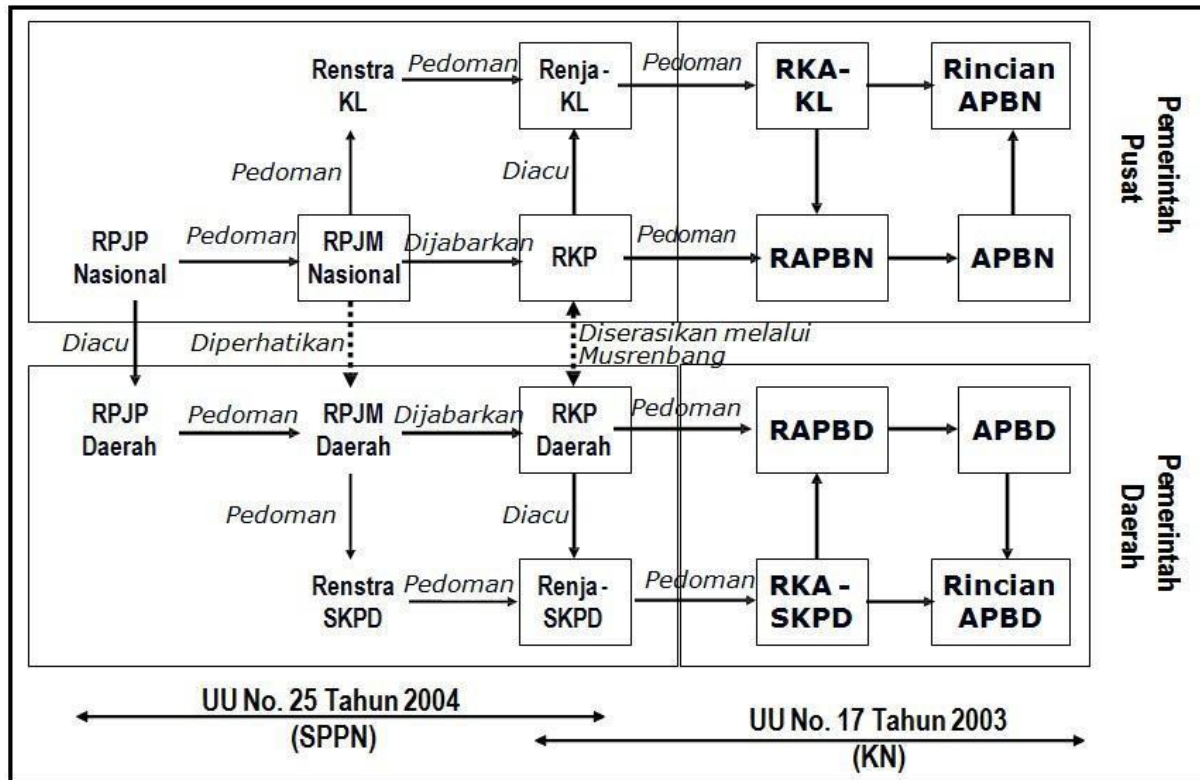 Renstra
KL
Pedoman
Renja-
KL
Pedoman
RKA-
KL
Rincian
APBN
Pemerintah
Pusat
Pedoman
Diacu
RPJP
Nasional
Pedoman
RPJM
Nasional
Dijabarkan
RKP
Pedoman
RAPBN
APBN
Diacu
Diperhatikan
Diserasikan melalui
Musrenbang
RPJP
Daerah
Pedoman
RPJM
Daerah
Dijabarkan
RKP
Daerah
Pedoman
RAPBD
APBD
Pemerintah
Daerah
Pedoman
Diacu
Renstra
SKPD
Pedoman
Renja-
SKPD
Pedoman
RKA -
SKPD
Rincian
APBD
UU No. 25 Tahun 2004
(SPPN)
UU No. 17 Tahun 2003
(KN)